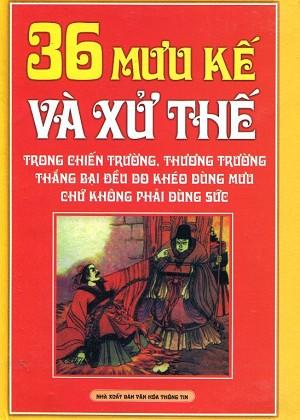 36 MƯU KẾ
VÀ XỬ THẾ
TRONG CHIẾN TRƯỜNG, THƯƠNG TRƯỜNG
THẮNG BẠI ĐỀU DO KHÉO DÙNG MƯU
CHỨ KHÔNG PHẢI DÙNG SỨC
NHÀ XUẤT BẢN VĂN HÓA THÔNG TIN